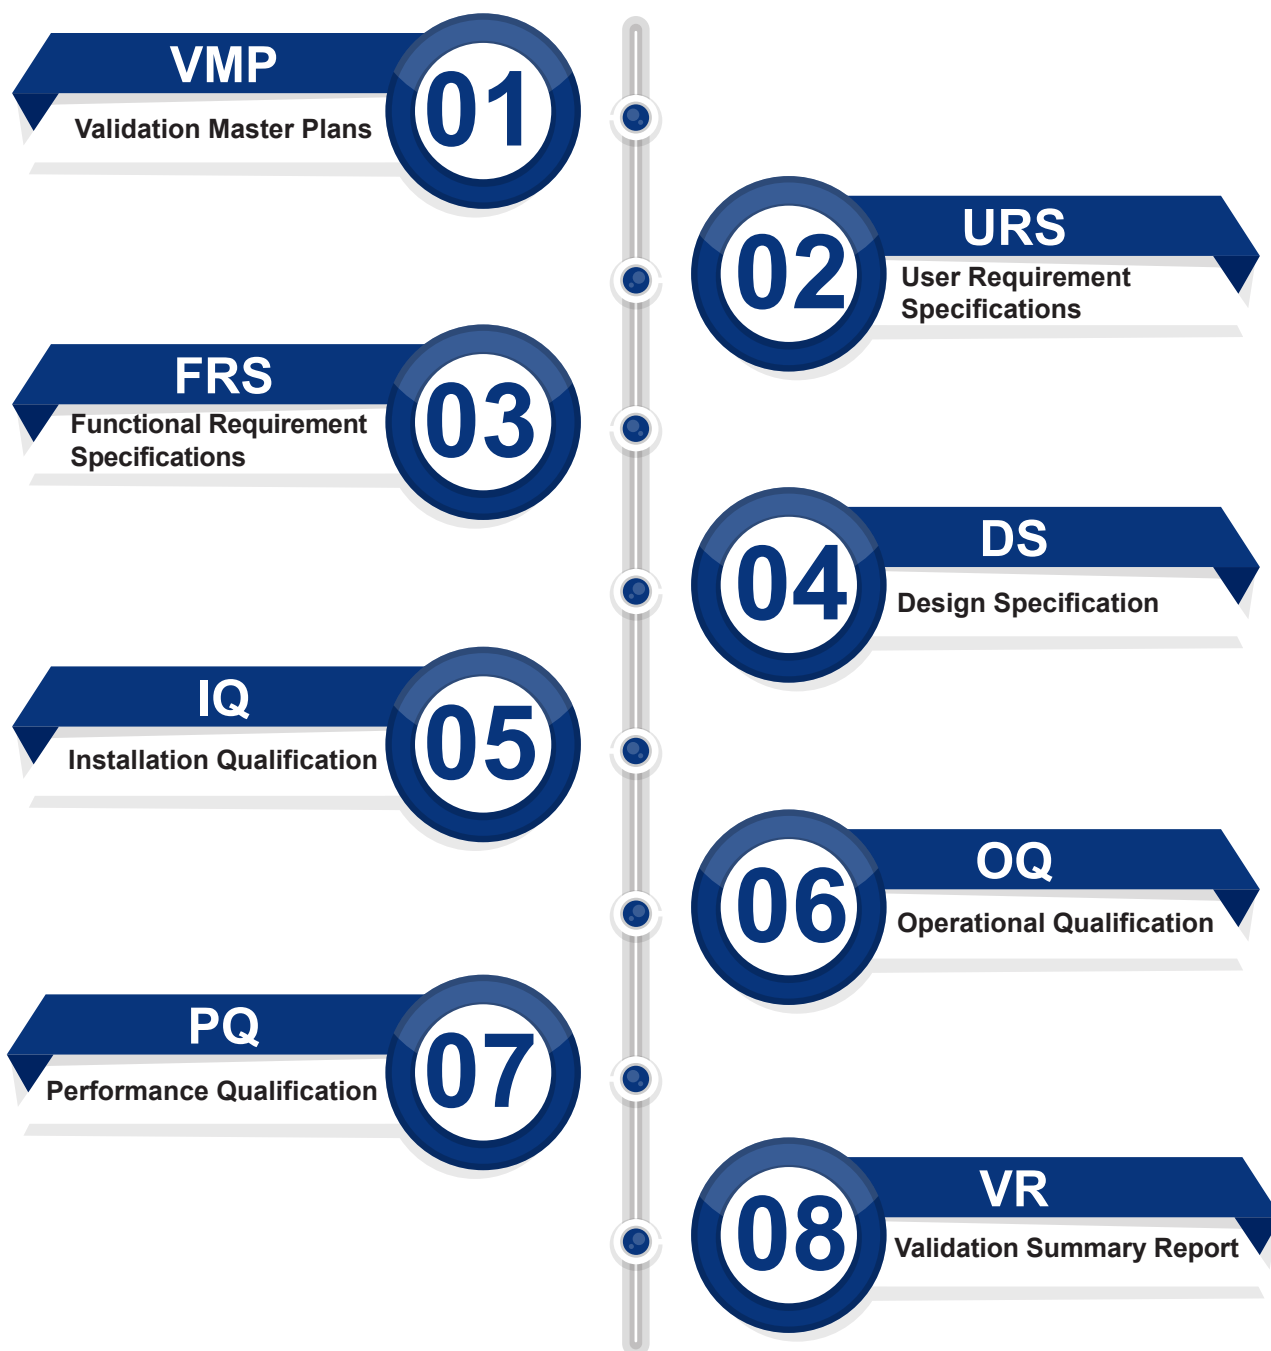 VMP
01
Validation Master Plans
URS
02
User Requirement
Specifications
FRS
03
Functional Requirement
Specifications
DS
04
Design Specification
IQ
05
Installation Qualification
OQ
06
Operational Qualification
PQ
07
Performance Qualification
VR
08
Validation Summary Report